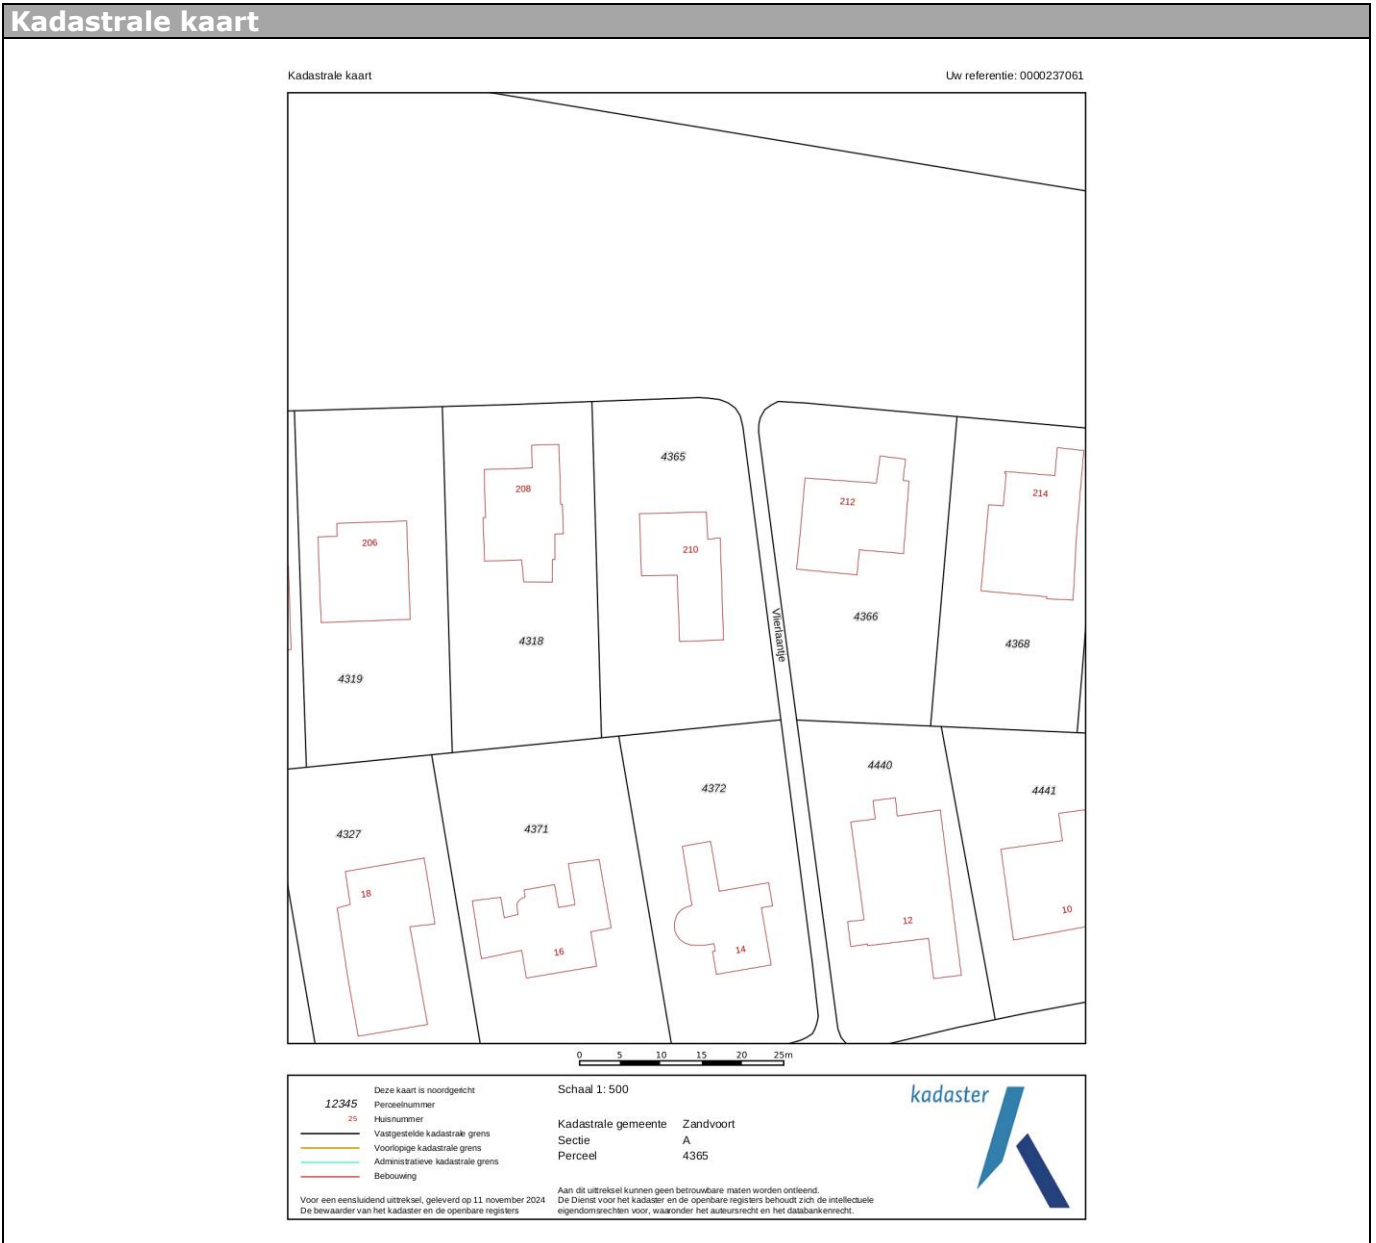 Kadastrale kaart
Kadastrale kaart
Uw referentie: 0000237061
4365
208
212
214
206
210
Vlierlaantje
4366
4318
4368
4319
4440
4372
4441
4371
4327
18
10
12
14
16
0 5 10 15 20 25m
Deze kaart is noordgericht
12345 Perceelnummer
25 Huisnummer
Vastgestelde kadastrale grens
Voorlopige kadastrale grens
Administratieve kadastrale grens
Bebouwing
Voor een eensluidend uittreksel, geleverd op 11 november 2024
De bewaarder van het kadaster en de openbare registers
Schaal 1: 500
Kadastrale gemeente Zandvoort
Sectie A
Perceel 4365
Aan dit uittreksel kunnen geen betrouwbare maten worden ontleend.
De Dienst voor het kadaster en de openbare registers behoudt zich de intellectuele
eigendomsrechten voor, waaronder het auteursrecht en het databankenrecht.
kadaster